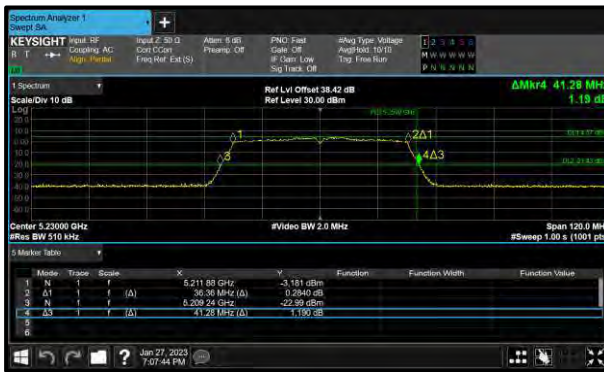 Spectrum Analyzer 1
Swept SA
KEYSIGHT
R T
Input: RF
Coupling: AC
Align: Partial
Input Z: 50 Ω
Corr CCorr
Freq Ref: Ext (S)
Atten: 6 dB
Preamp: Off
PNO: Fast
Gate: Off
IF Gain: Low
Sig Track: Off
#Avg Type: Voltage
Avg|Hold: 10/10
Trig: Free Run
1 2 3 4 5 6
M W W W W W
P N N N N N
1 Spectrum
Scale/Div 10 dB
Ref Lvl Offset 38.42 dB
Ref Level 30.00 dBm
ΔMkr4 41.28 MHz
1.19 dB
Log
1
2Δ1
3
4Δ3
Center 5.23000 GHz
#Res BW 510 kHz
#Video BW 2.0 MHz
Span 120.0 MHz
#Sweep 1.00 s (1001 pts)
5 Marker Table
Mode Trace Scale X Y Function Function Width Function Value
1 N 1 f 5.211 88 GHz -3.181 dBm
2 Δ1 1 f (Δ) 36.36 MHz (Δ) 0.2840 dB
3 N 1 f 5.209 24 GHz -22.99 dBm
4 Δ3 1 f (Δ) 41.28 MHz (Δ) 1.190 dB
5
6
Jan 27, 2023
7:07:44 PM